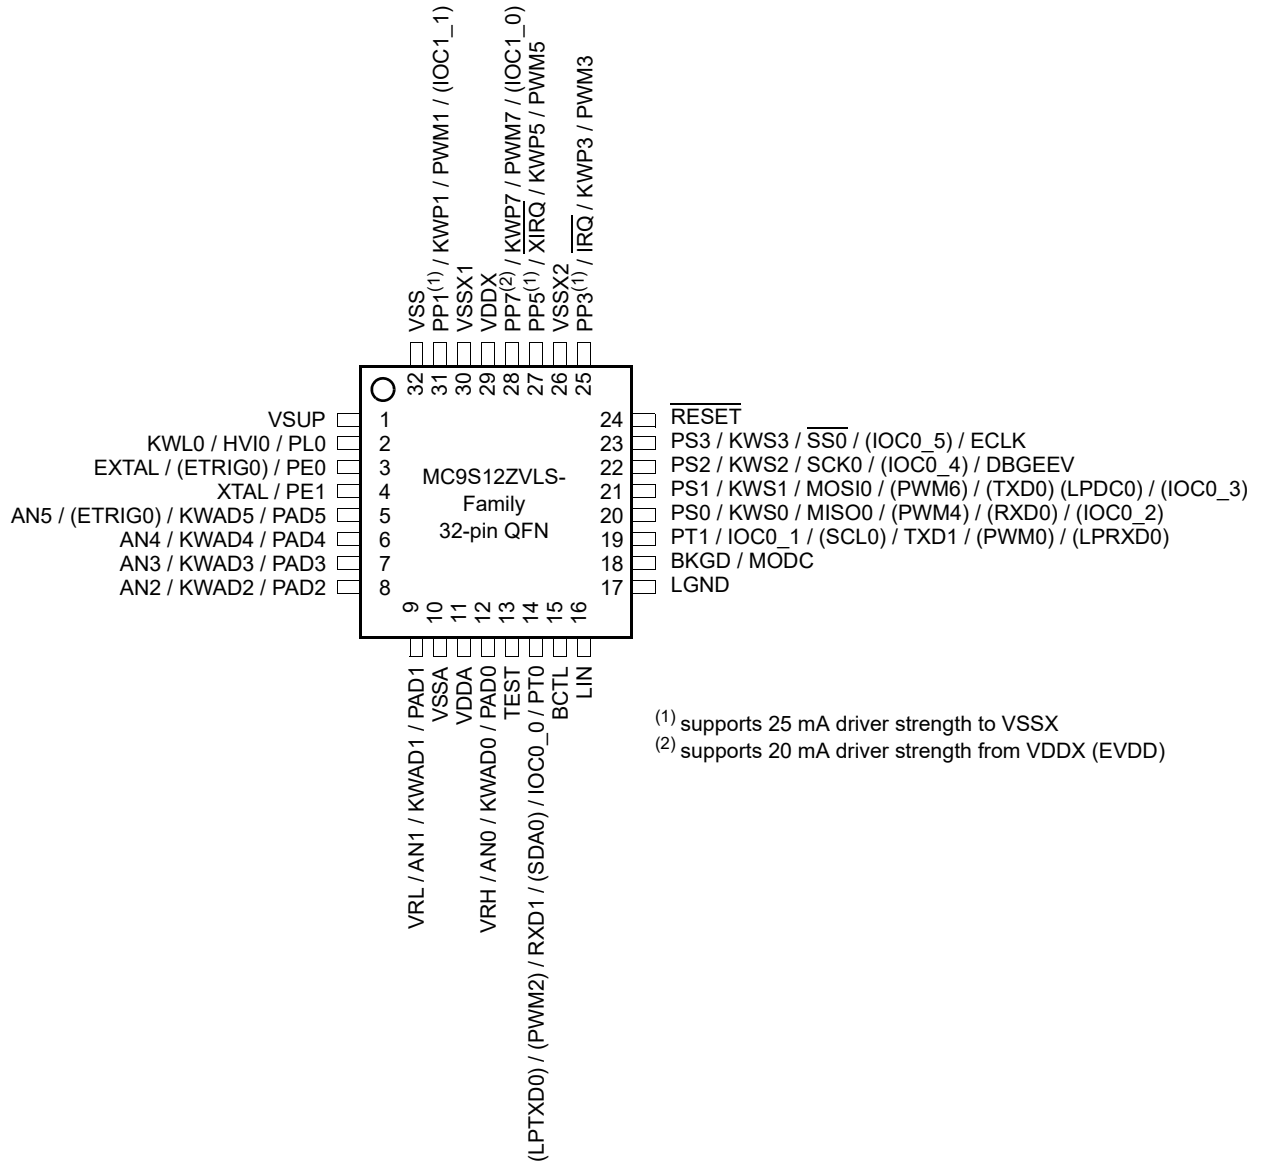 VSS
PP1(1) / KWP1 / PWM1 / (IOC1_1)
VSSX1
VDDX
PP7(2) / KWP7 / PWM7 / (IOC1_0)
PP5(1) / XIRQ / KWP5 / PWM5
VSSX2
PP3(1) / IRQ / KWP3 / PWM3
32
31
30
29
28
27
26
25
VSUP 1
KWL0 / HVI0 / PL0 2
EXTAL / (ETRIG0) / PE0 3
XTAL / PE1 4
AN5 / (ETRIG0) / KWAD5 / PAD5 5
AN4 / KWAD4 / PAD4 6
AN3 / KWAD3 / PAD3 7
AN2 / KWAD2 / PAD2 8
MC9S12ZVLS-
Family
32-pin QFN
24 RESET
23 PS3 / KWS3 / SS0 / (IOC0_5) / ECLK
22 PS2 / KWS2 / SCK0 / (IOC0_4) / DBGEEV
21 PS1 / KWS1 / MOSI0 / (PWM6) / (TXD0) (LPDC0) / (IOC0_3)
20 PS0 / KWS0 / MISO0 / (PWM4) / (RXD0) / (IOC0_2)
19 PT1 / IOC0_1 / (SCL0) / TXD1 / (PWM0) / (LPRXD0)
18 BKGD / MODC
17 LGND
9
10
11
12
13
14
15
16
VRL / AN1 / KWAD1 / PAD1
VSSA
VDDA
VRH / AN0 / KWAD0 / PAD0
TEST
(LPTXD0) / (PWM2) / RXD1 / (SDA0) / IOC0_0 / PT0
BCTL
LIN
(1) supports 25 mA driver strength to VSSX
(2) supports 20 mA driver strength from VDDX (EVDD)